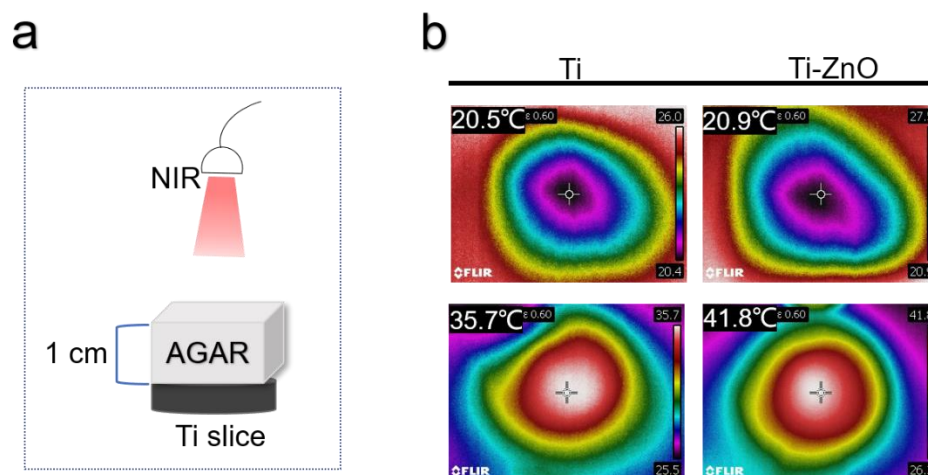 a
NIR
1 cm
AGAR
Ti slice
b
Ti
Ti-ZnO
20.5℃ ε 0.60 26.0
FLIR 20.4
20.9℃ ε 0.60
FLIR
35.7℃ ε 0.60 35.7
FLIR 25.5
41.8℃ ε 0.60
FLIR